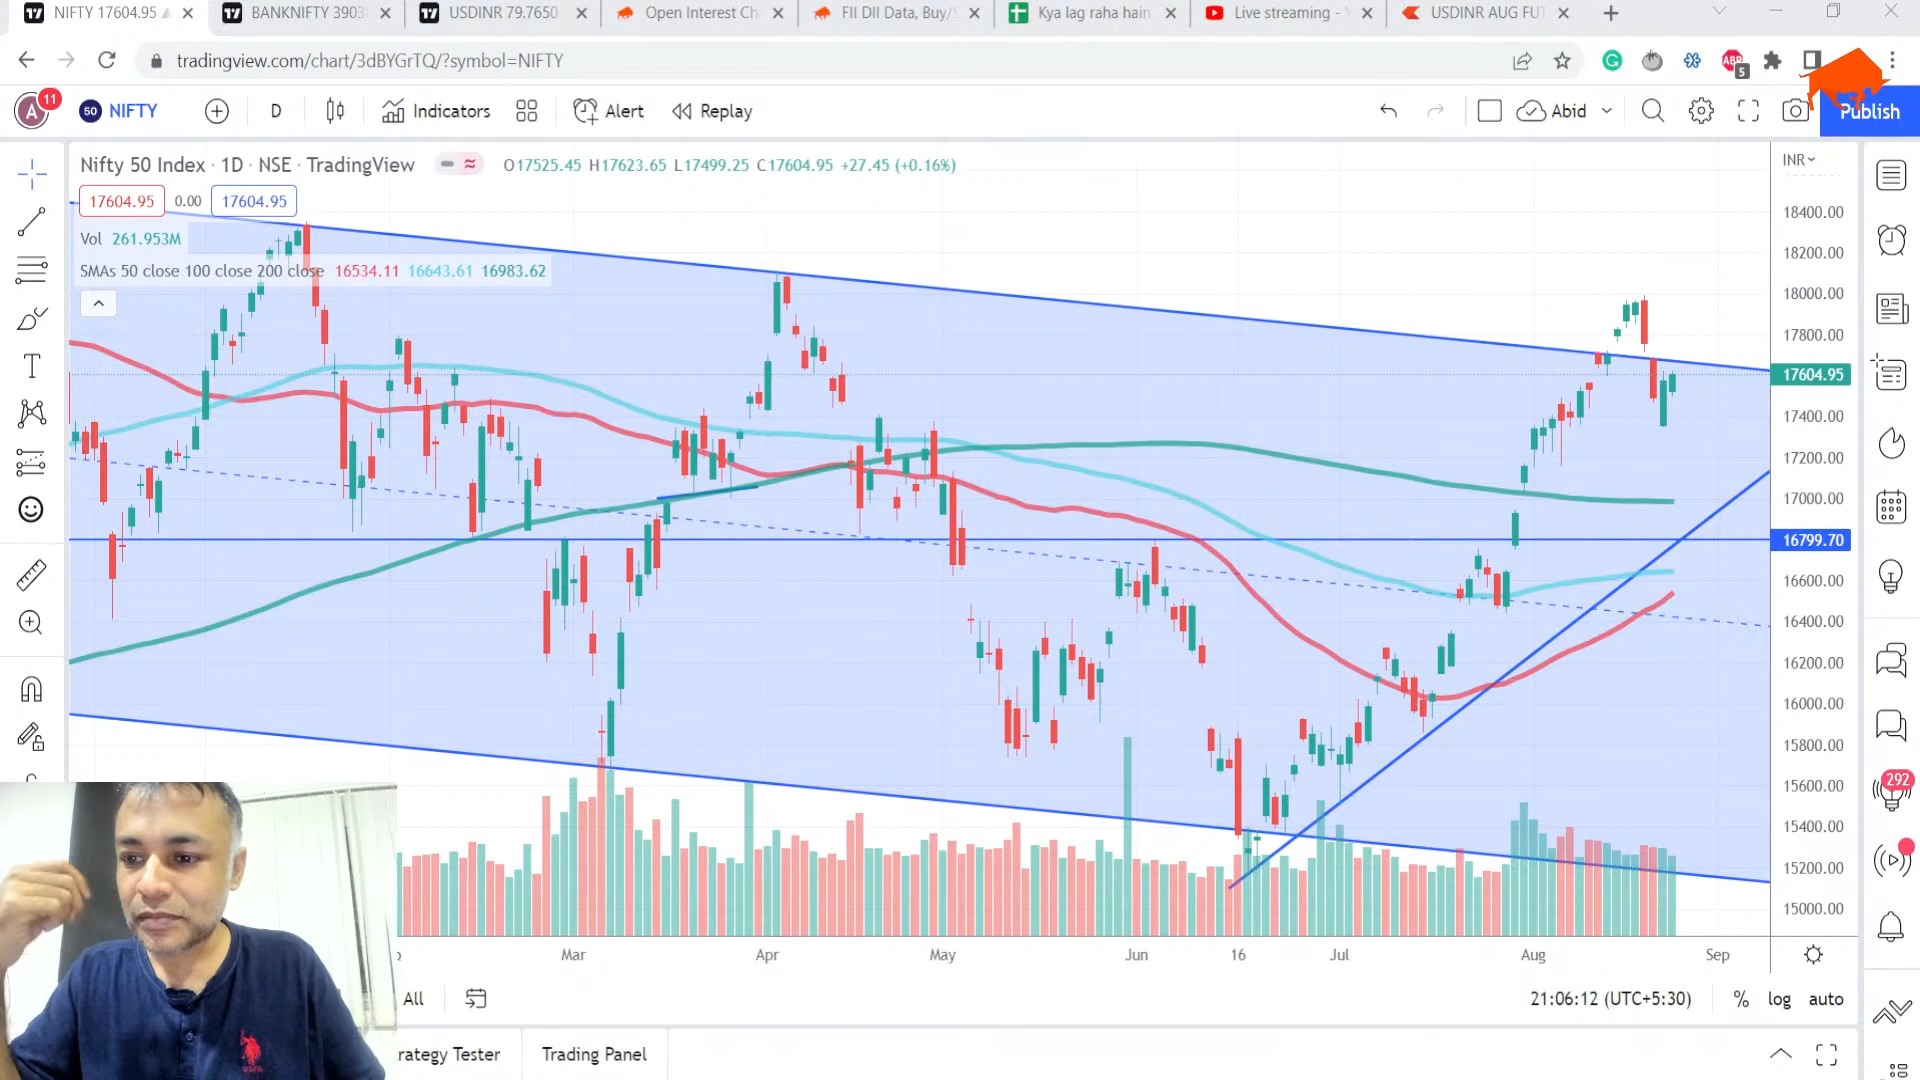 NIFTY 17604.95
BANKNIFTY 3903
USDINR 79.7650
Open Interest Ch
FII DII Data, Buy/
Kya lag raha hain
Live streaming -
USDINR AUG FUT
tradingview.com/chart/3dBYGrTQ/?symbol=NIFTY
ABP
5
A
11
50
NIFTY
D
Indicators
Alert
Replay
Abid
Publish
Nifty 50 Index · 1D · NSE · TradingView
O17525.45 H17623.65 L17499.25 C17604.95 +27.45 (+0.16%)
INR
17604.95
0.00
17604.95
Vol 261.953M
SMAs 50 close 100 close 200 close 16534.11 16643.61 16983.62
18400.00
18200.00
18000.00
17800.00
17604.95
17400.00
17200.00
17000.00
16799.70
16600.00
16400.00
16200.00
16000.00
15800.00
15600.00
15400.00
15200.00
15000.00
292
Mar
Apr
May
Jun
16
Jul
Aug
Sep
All
21:06:12 (UTC+5:30)
%
log
auto
rategy Tester
Trading Panel
USPA